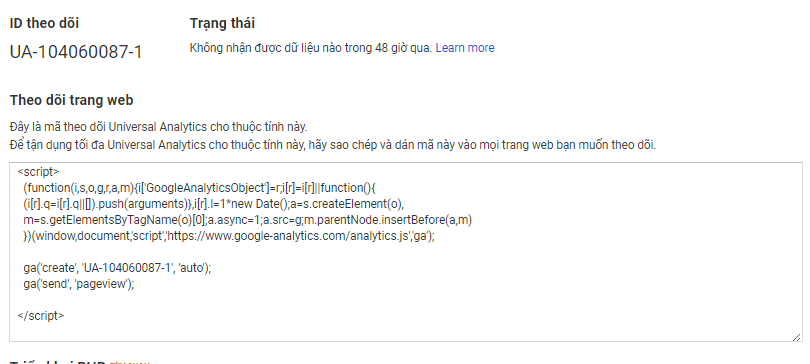 ID theo dõi
Trạng thái
UA-104060087-1
Không nhận được dữ liệu nào trong 48 giờ qua. Learn more
Theo dõi trang web
Đây là mã theo dõi Universal Analytics cho thuộc tính này.
Để tận dụng tối đa Universal Analytics cho thuộc tính này, hãy sao chép và dán mã này vào mọi trang web bạn muốn theo dõi.
<script>
(function(i,s,o,g,r,a,m){i['GoogleAnalyticsObject']=r;i[r]=i[r]||function(){
(i[r].q=i[r].q||[]).push(arguments)},i[r].l=1*new Date();a=s.createElement(o),
m=s.getElementsByTagName(o)[0];a.async=1;a.src=g;m.parentNode.insertBefore(a,m)
})(window,document,'script','https://www.google-analytics.com/analytics.js','ga');
ga('create', 'UA-104060087-1', 'auto');
ga('send', 'pageview');
</script>